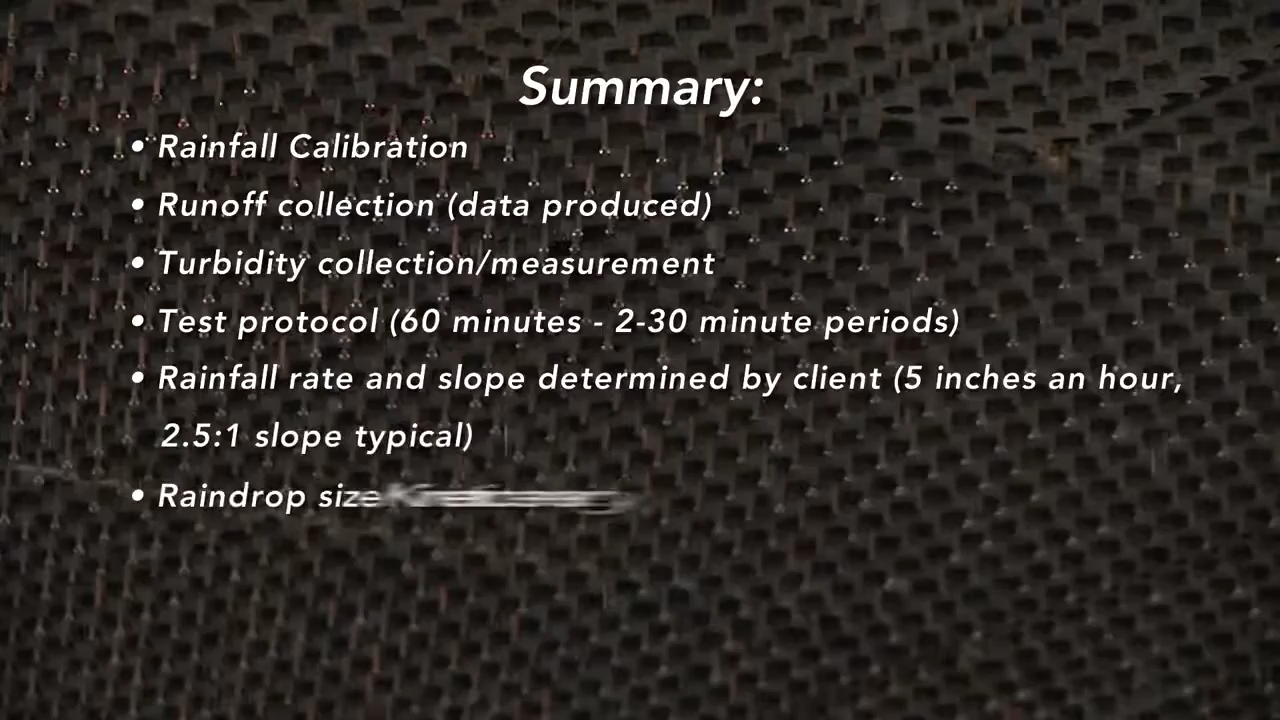 Summary:
• Rainfall Calibration
• Runoff collection (data produced)
• Turbidity collection/measurement
• Test protocol (60 minutes - 2-30 minute periods)
• Rainfall rate and slope determined by client (5 inches an hour,
2.5:1 slope typical)
• Raindrop size